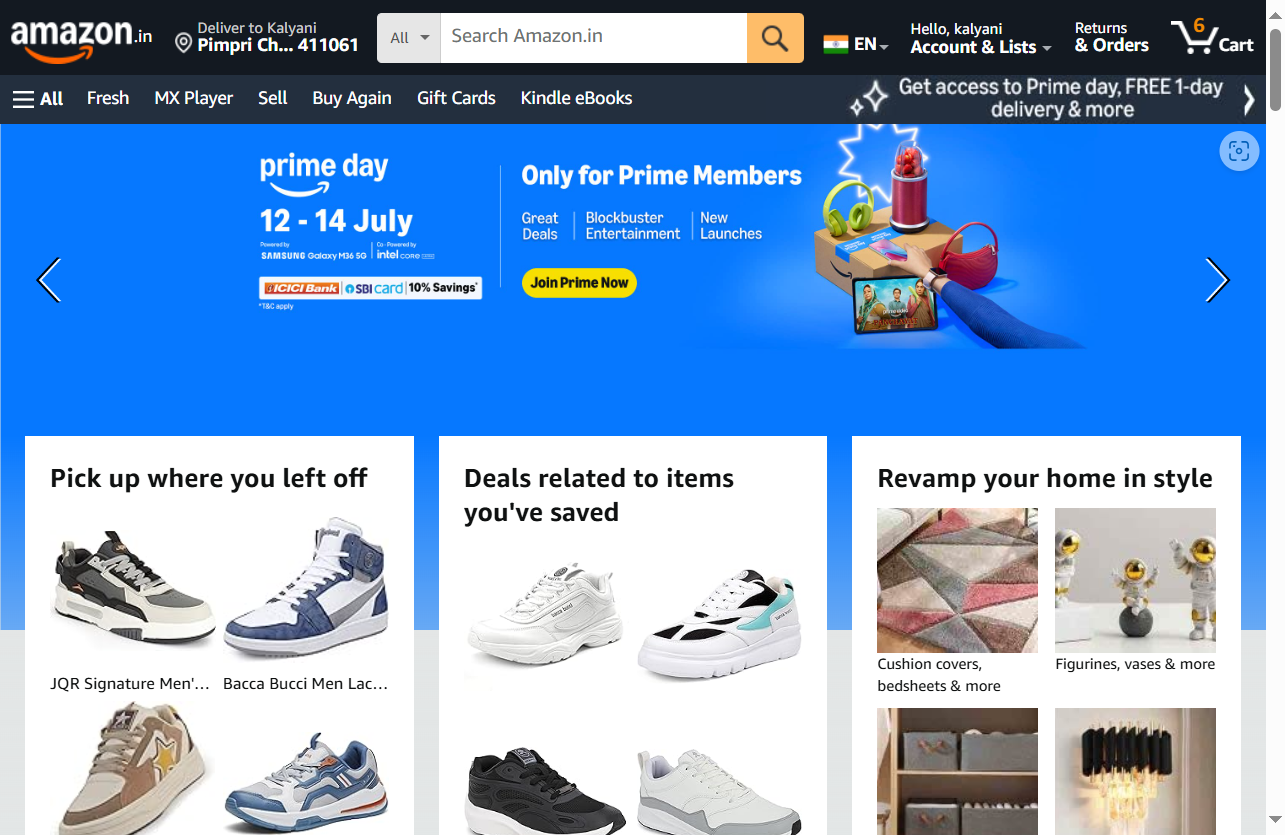 amazon.in
Deliver to Kalyani
Pimpri Ch... 411061
All
Search Amazon.in
EN
Hello, kalyani
Account & Lists
Returns
& Orders
6
Cart
All
Fresh
MX Player
Sell
Buy Again
Gift Cards
Kindle eBooks
Get access to Prime day, FREE 1-day
delivery & more
prime day
12 - 14 July
Powered by
SAMSUNG Galaxy M36 5G
Co - Powered by
intel core
ICICI Bank
SBI card
10% Savings*
*T&C apply
Only for Prime Members
Great
Deals
Blockbuster
Entertainment
New
Launches
Join Prime Now
Pick up where you left off
JQR Signature Men'...
Bacca Bucci Men Lac...
Deals related to items
you've saved
bacca bucci
Revamp your home in style
Cushion covers,
bedsheets & more
Figurines, vases & more